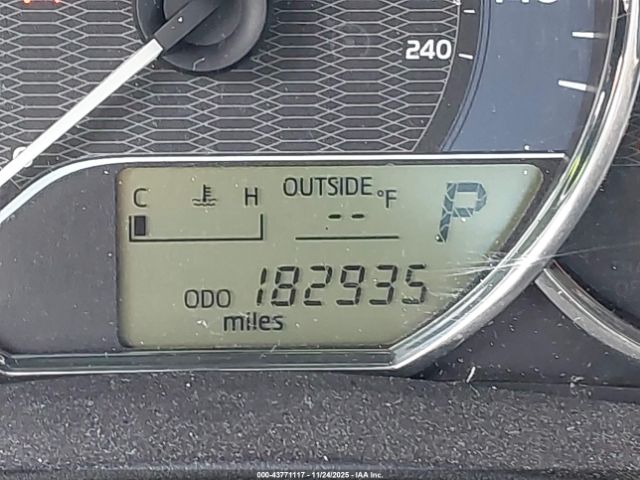 240
C H OUTSIDE °F
--
P
ODO 182935
miles
000-43771117 - 11/24/2025 - IAA Inc.